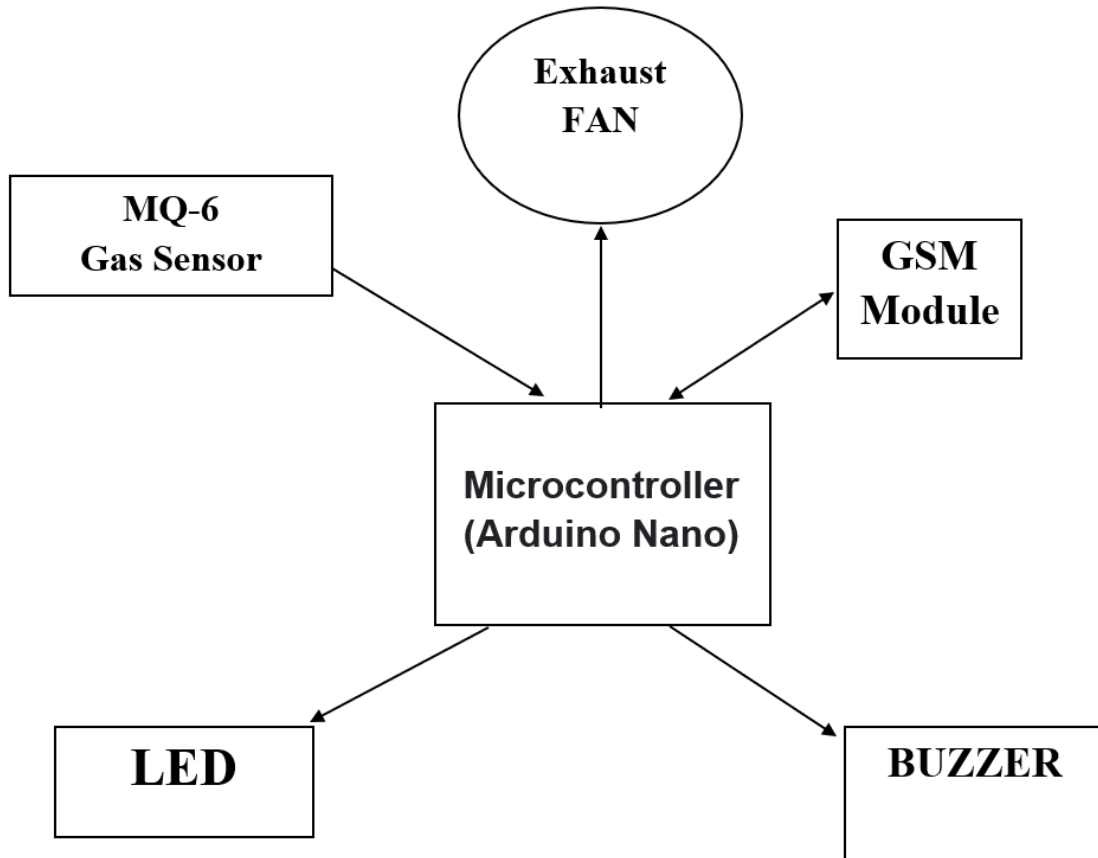 Exhaust
FAN
MQ-6
Gas Sensor
GSM
Module
Microcontroller
(Arduino Nano)
LED
BUZZER